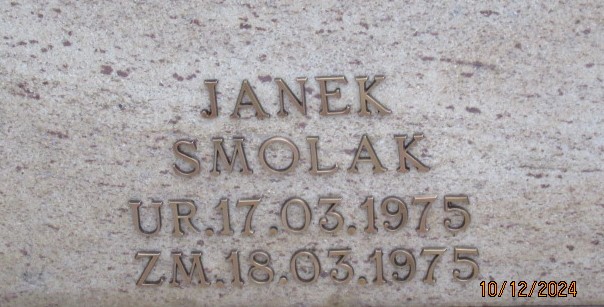 JANEK
SMOLAK
UR.17.03.1975
ZM.18.03.1975
10/12/2024